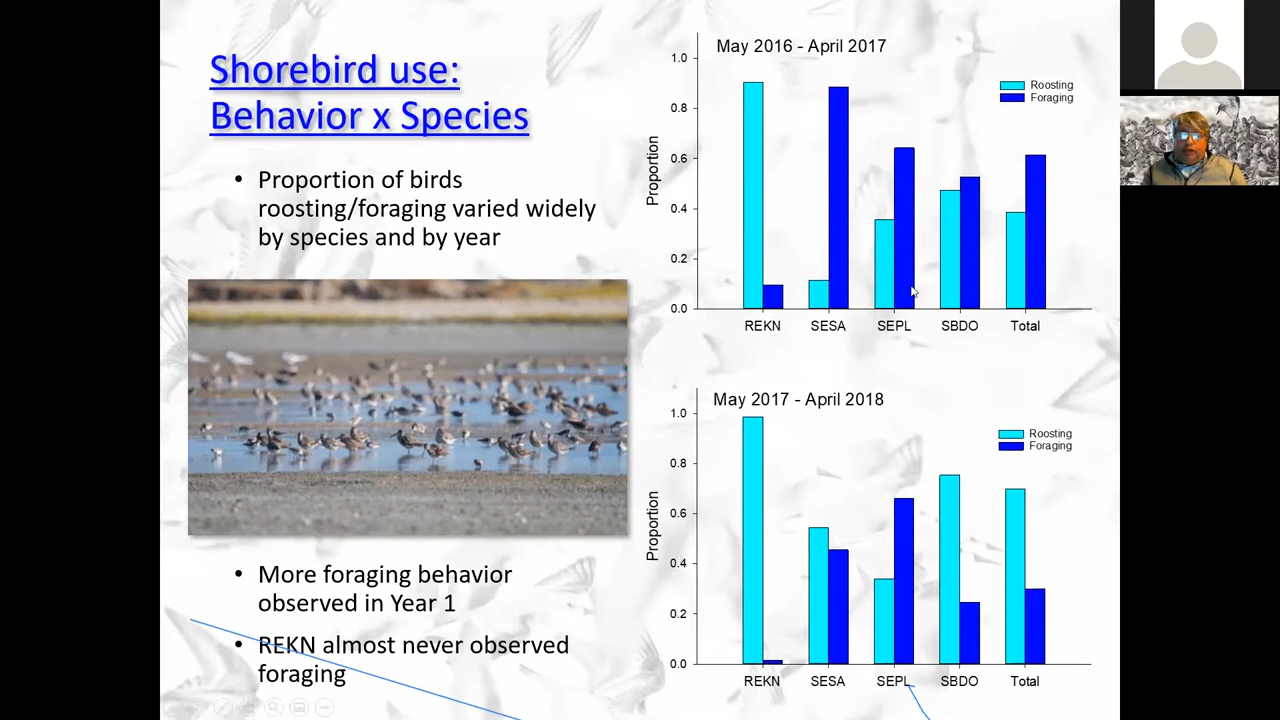 Shorebird use:
Behavior x Species
• Proportion of birds
roosting/foraging varied widely
by species and by year
• More foraging behavior
observed in Year 1
• REKN almost never observed
foraging
May 2016 - April 2017
Roosting
Foraging
Proportion
1.0
0.8
0.6
0.4
0.2
0.0
REKN SESA SEPL SBDO Total
May 2017 - April 2018
Roosting
Foraging
Proportion
1.0
0.8
0.6
0.4
0.2
0.0
REKN SESA SEPL SBDO Total